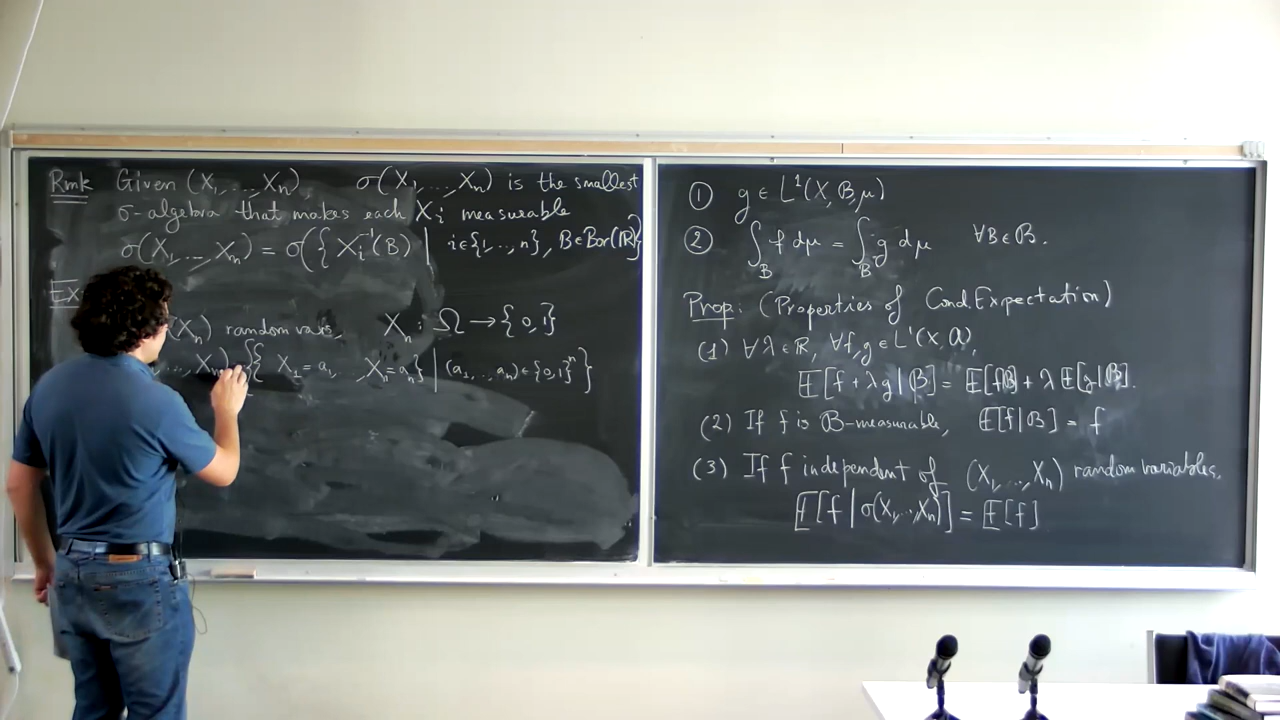 Rmk Given (X₁, ..., Xₙ), σ(X₁, ..., Xₙ) is the smallest
σ-algebra that makes each Xᵢ measurable
σ(X₁, ..., Xₙ) = σ({ Xᵢ⁻¹(B) | i∈{1,..,n}, B∈Bor(ℝ)}
EX
(Xₙ) random vars, Xₙ : Ω → {0,1}
..., Xₙ) { X₁ = a₁, ..., Xₙ = aₙ} | (a₁, ..., aₙ) ∈ {0,1}ⁿ }
① g ∈ L¹(X, B, μ)
② ∫_B f dμ = ∫_B g dμ ∀B∈B.
Prop: (Properties of Cond. Expectation)
(1) ∀λ∈ℝ, ∀f,g∈L¹(X, a),
𝔼[f + λg | B] = 𝔼[f|B] + λ 𝔼[g|B].
(2) If f is B-measurable, 𝔼[f|B] = f
(3) If f independent of (X₁, ..., Xₙ) random variables,
𝔼[f | σ(X₁, .., Xₙ)] = 𝔼[f]